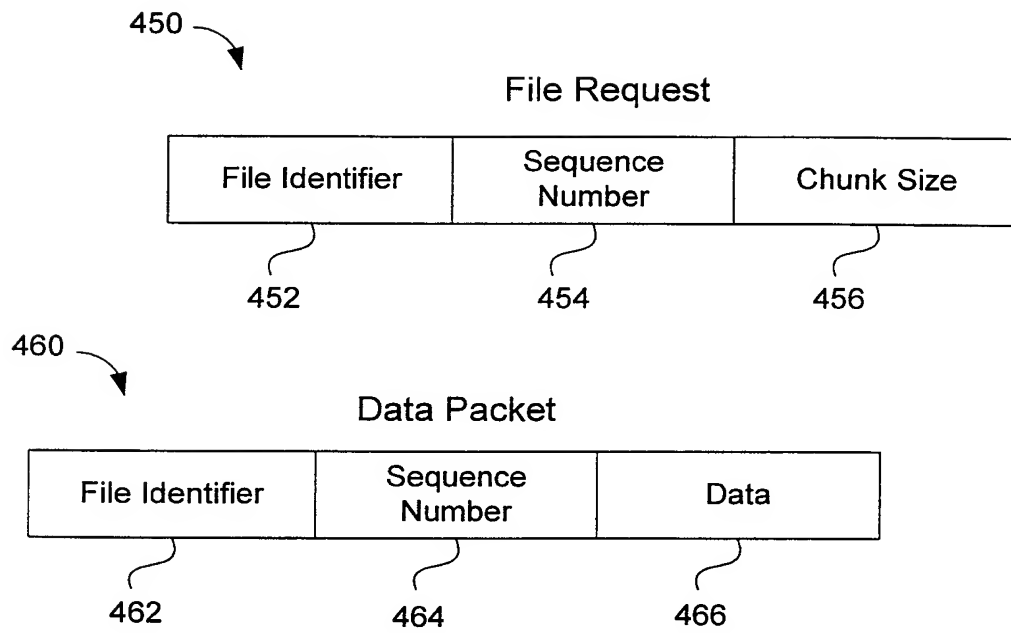 450
File Request
File Identifier
Sequence
Number
Chunk Size
452
454
456
460
Data Packet
File Identifier
Sequence
Number
Data
462
464
466